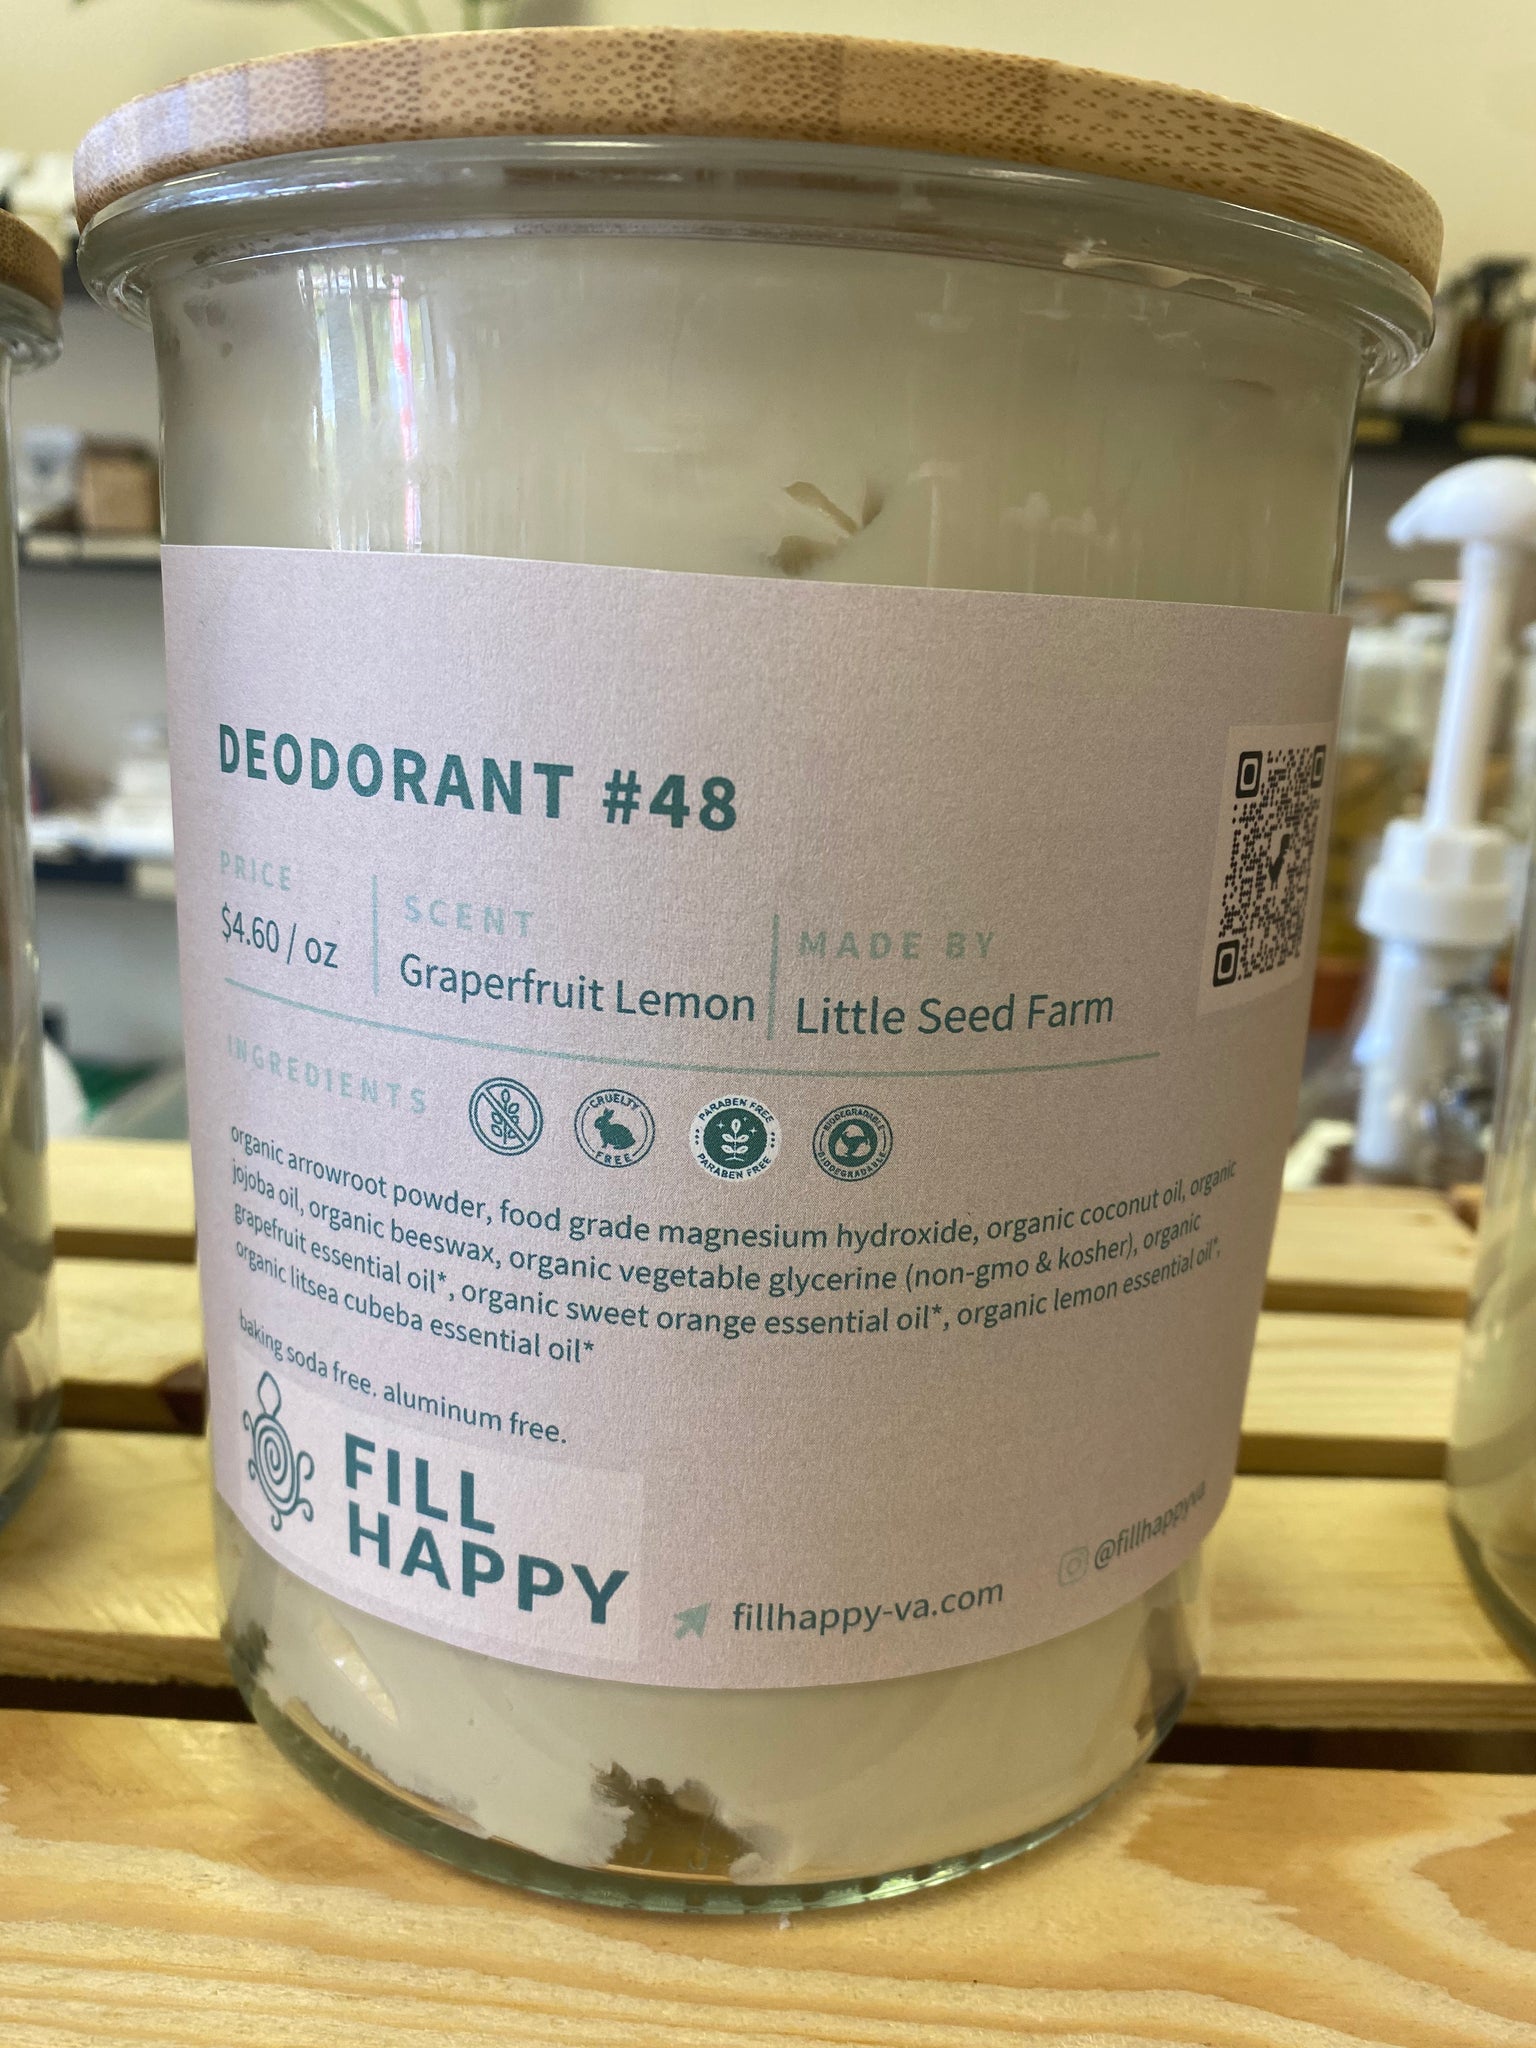 DEODORANT #48
PRICE
$4.60 / oz
SCENT
Graperfruit Lemon
MADE BY
Little Seed Farm
INGREDIENTS
CRUELTY
FREE
PARABEN FREE
PARABEN FREE
BIODEGRADABLE
BIODEGRADABLE
organic arrowroot powder, food grade magnesium hydroxide, organic coconut oil, organic
jojoba oil, organic beeswax, organic vegetable glycerine (non-gmo & kosher), organic
grapefruit essential oil*, organic sweet orange essential oil*, organic lemon essential oil*,
organic litsea cubeba essential oil*
baking soda free. aluminum free.
FILL
HAPPY
fillhappy-va.com
@fillhappyva